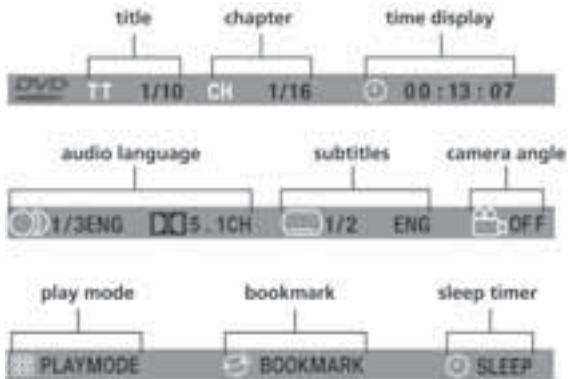 title chapter time display
DVD TT 1/10 CH 1/16 00:13:07
audio language subtitles camera angle
1/3ENG 5.1CH 1/2 ENG :OFF
play mode bookmark sleep timer
PLAYMODE BOOKMARK SLEEP